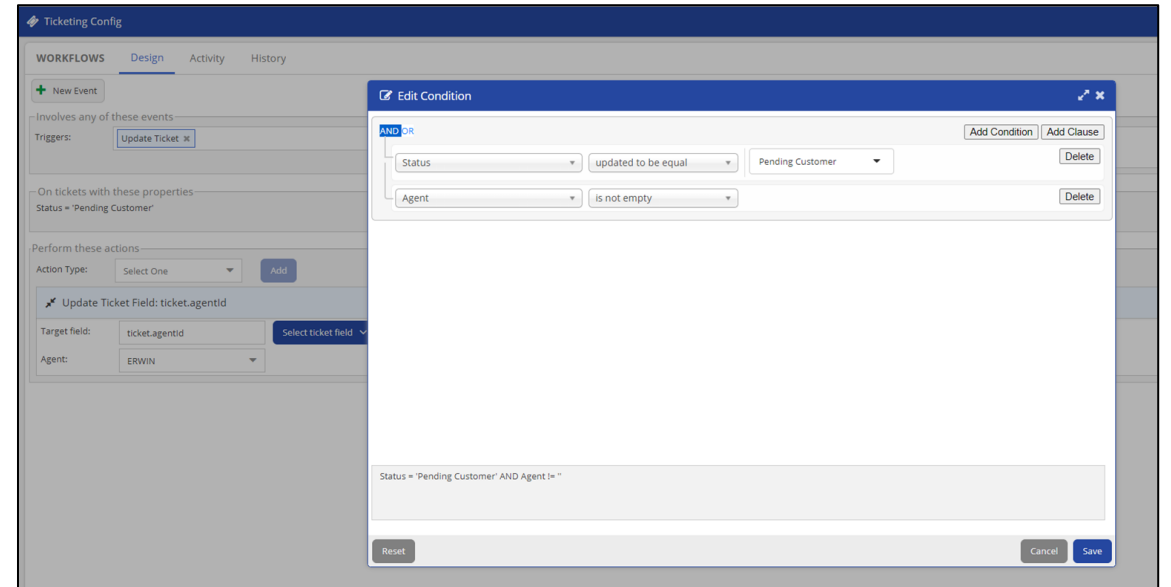 Ticketing Config
WORKFLOWS Design Activity History
New Event
Involves any of these events
Triggers: Update Ticket ×
On tickets with these properties
Status = 'Pending Customer'
Perform these actions
Action Type: Select One Add
Update Ticket Field: ticket.agentId
Target field: ticket.agentId Select ticket field
Agent: ERWIN
Edit Condition
AND OR Add Condition Add Clause
Status updated to be equal Pending Customer Delete
Agent is not empty Delete
Status = 'Pending Customer' AND Agent != ''
Reset Cancel Save